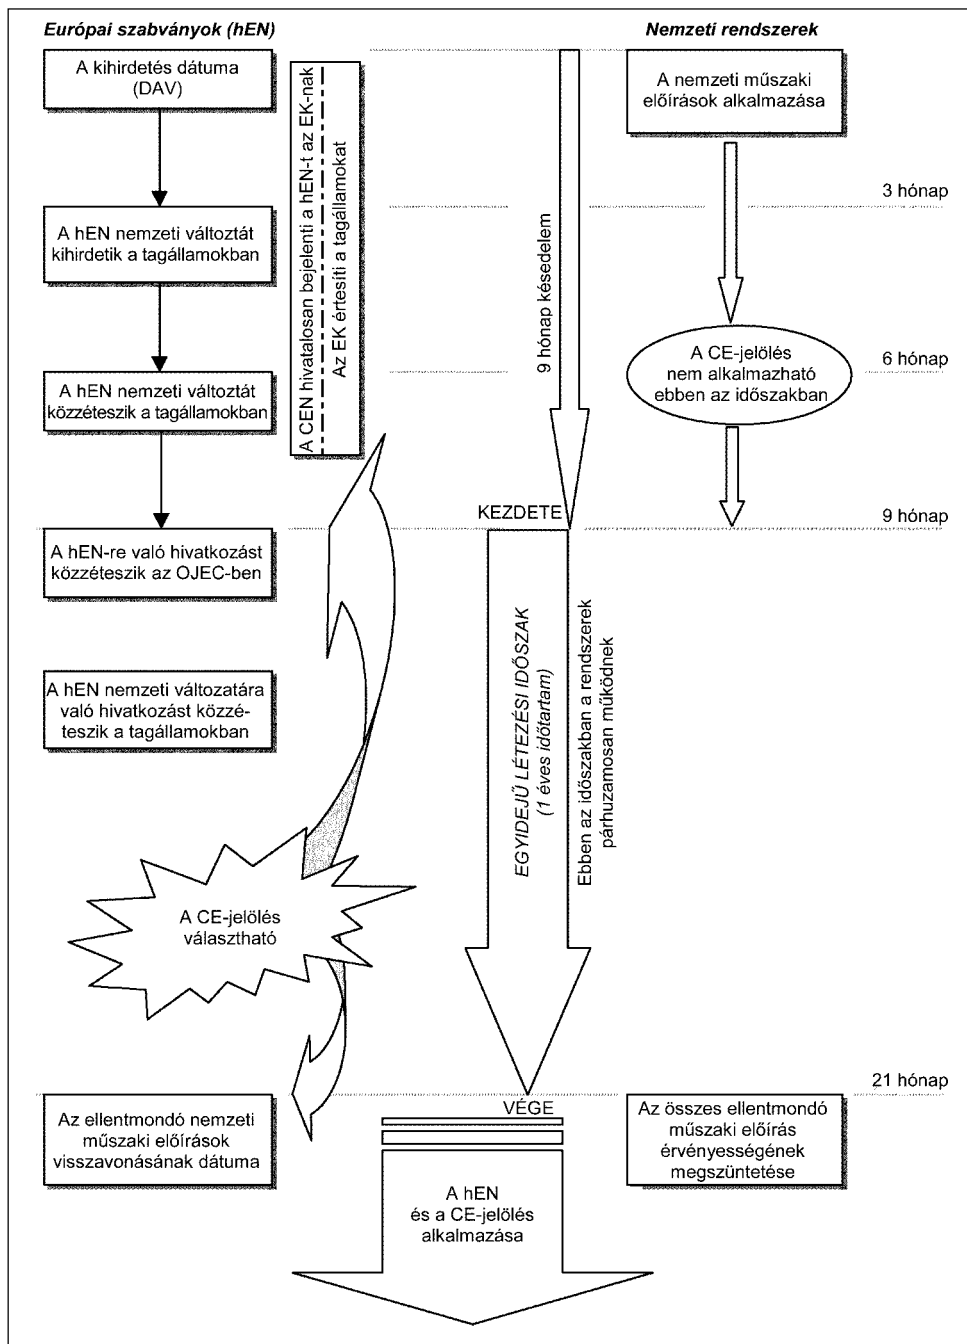 Európai szabványok (hEN)
Nemzeti rendszerek
A kihirdetés dátuma
(DAV)
A CEN hivatalosan bejelenti a hEN-t az EK-nak
Az EK értesíti a tagállamokat
A nemzeti műszaki
előírások alkalmazása
3 hónap
A hEN nemzeti változtát
kihirdetik a tagállamokban
9 hónap késedelem
A CE-jelölés
nem alkalmazható
ebben az időszakban
6 hónap
A hEN nemzeti változtát
közzéteszik a tagállamokban
KEZDETE
9 hónap
A hEN-re való hivatkozást
közzéteszik az OJEC-ben
EGYIDEJŰ LÉTEZÉSI IDŐSZAK
(1 éves időtartam)
Ebben az időszakban a rendszerek
párhuzamosan működnek
A hEN nemzeti változatára
való hivatkozást közzé-
teszik a tagállamokban
A CE-jelölés
választható
21 hónap
VÉGE
Az ellentmondó nemzeti
műszaki előírások
visszavonásának dátuma
Az összes ellentmondó
műszaki előírás
érvényességének
megszüntetése
A hEN
és a CE-jelölés
alkalmazása